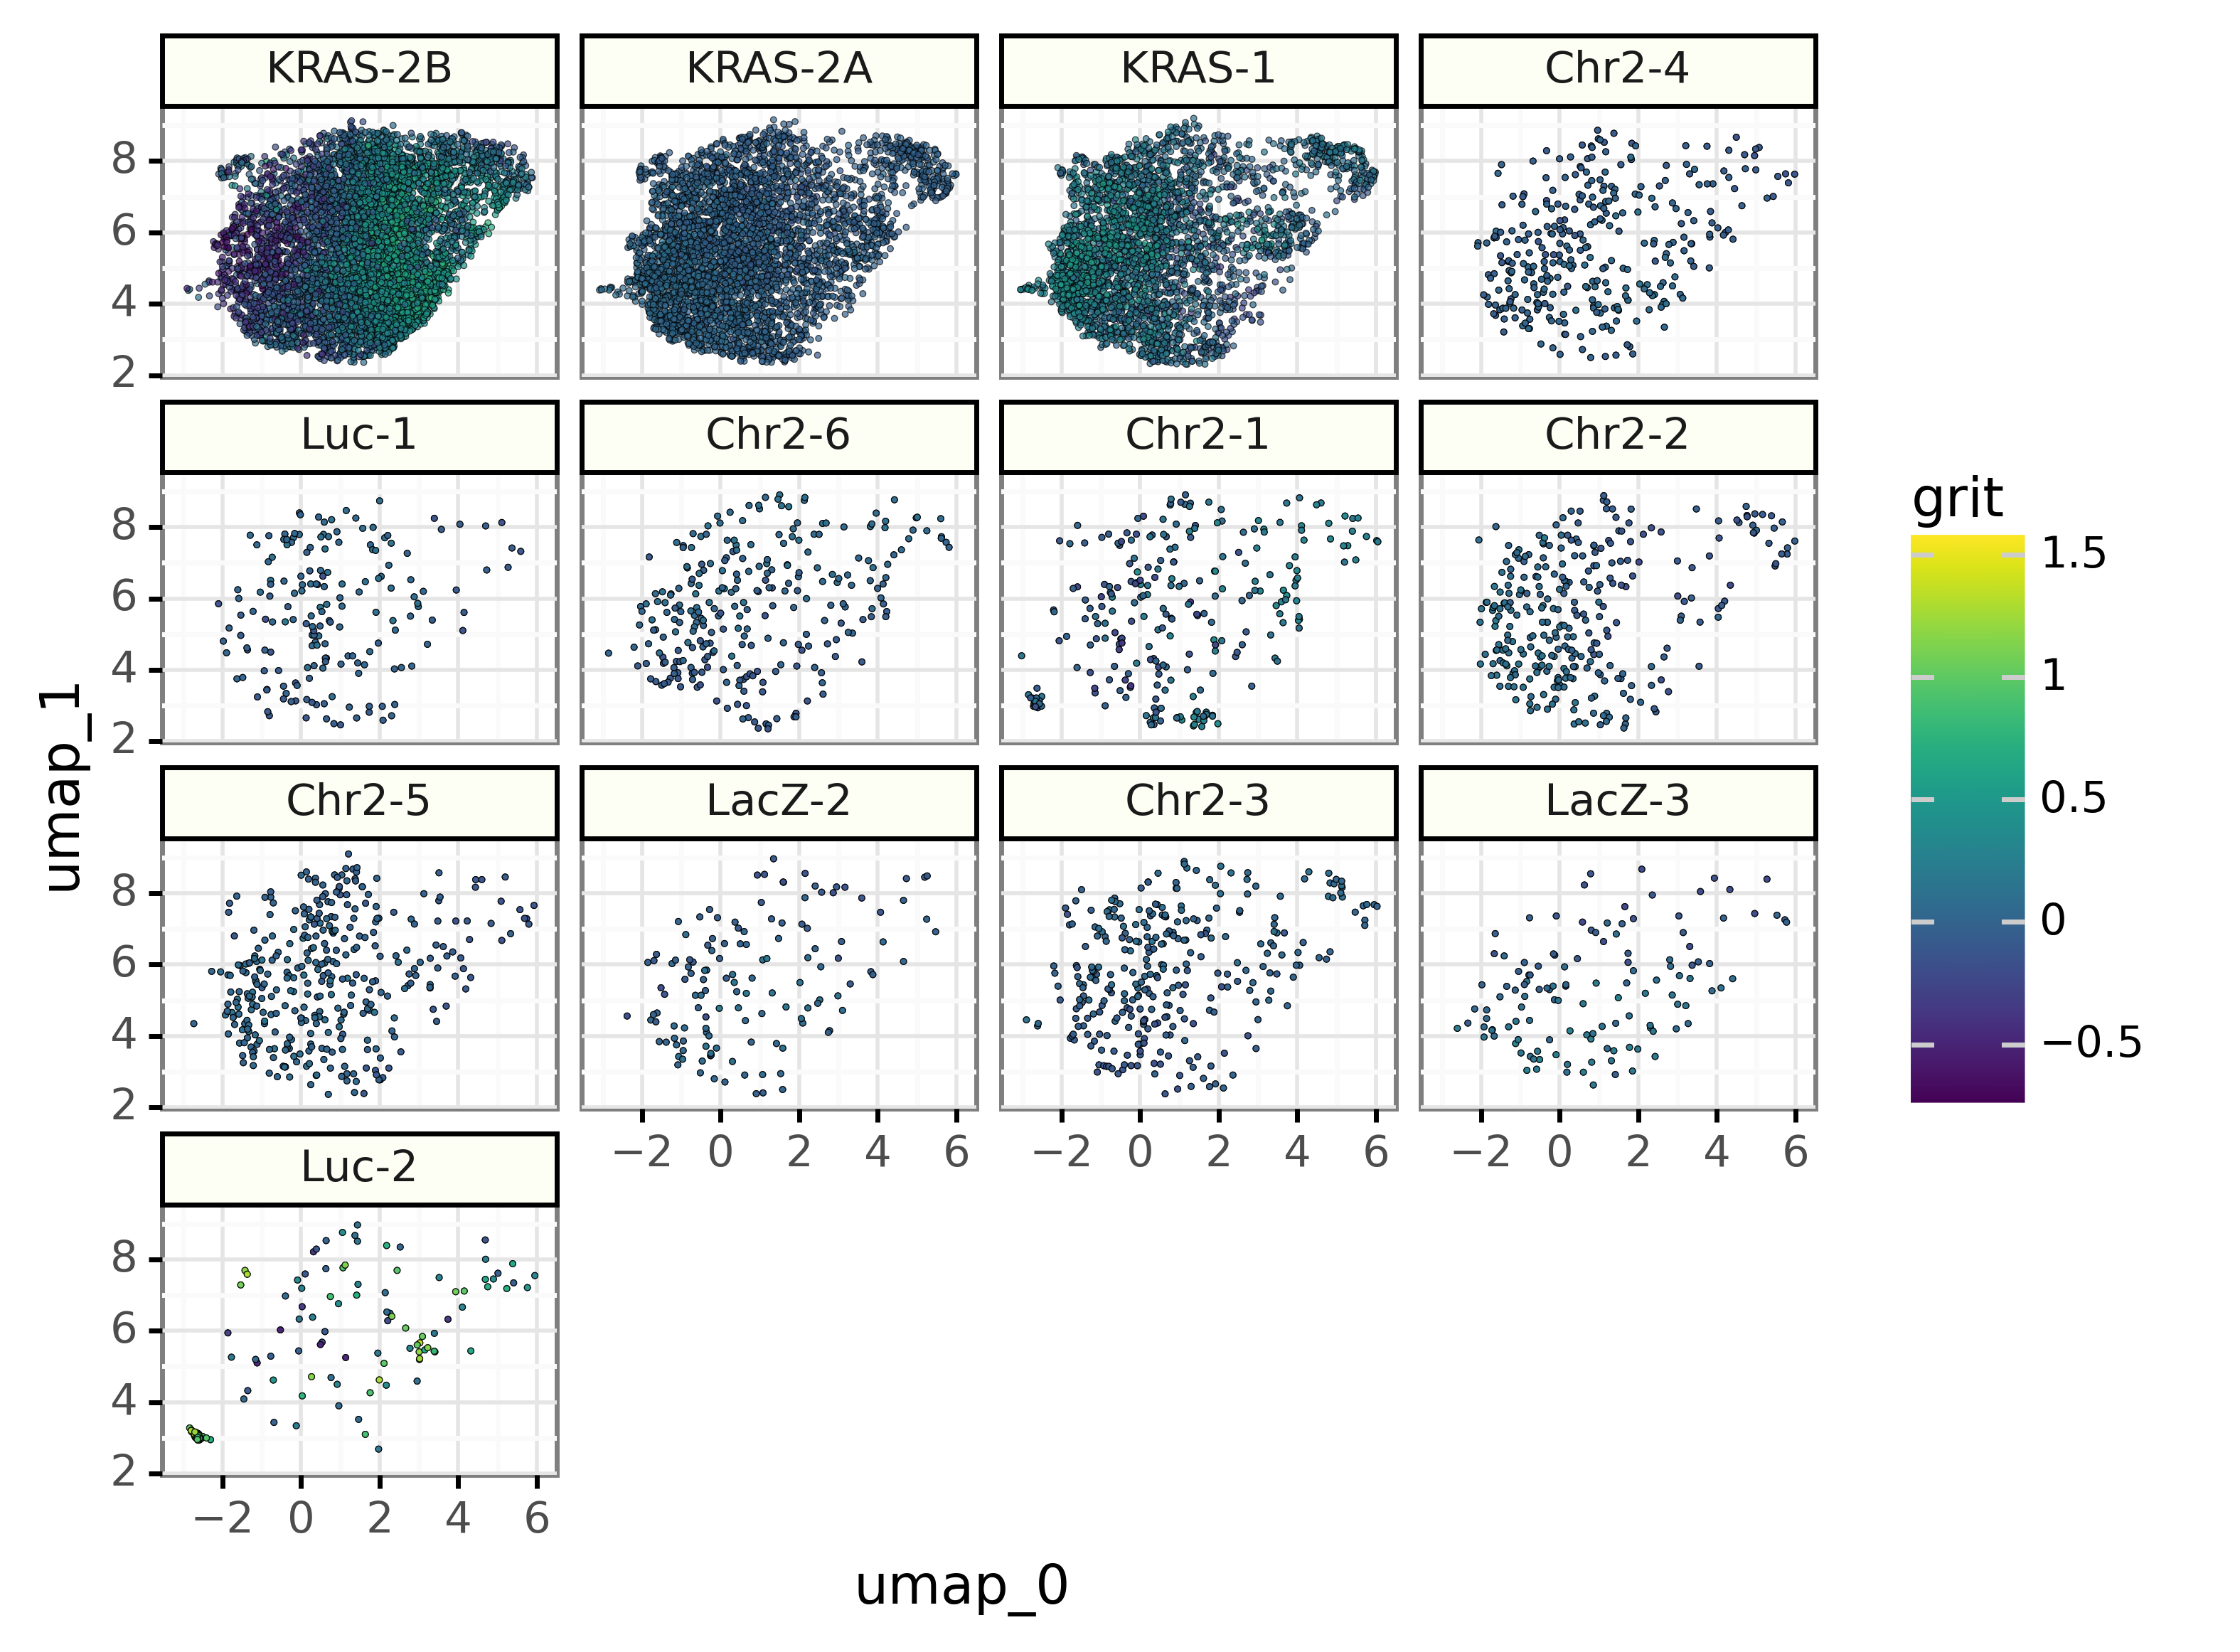 KRAS-2B KRAS-2A KRAS-1 Chr2-4
8
6
4
2
Luc-1 Chr2-6 Chr2-1 Chr2-2
8
6
4
2
Chr2-5 LacZ-2 Chr2-3 LacZ-3
8
6
4
2
−2 0 2 4 6 −2 0 2 4 6 −2 0 2 4 6
Luc-2
8
6
4
2
−2 0 2 4 6
umap_0
umap_1
grit
1.5
1
0.5
0
−0.5